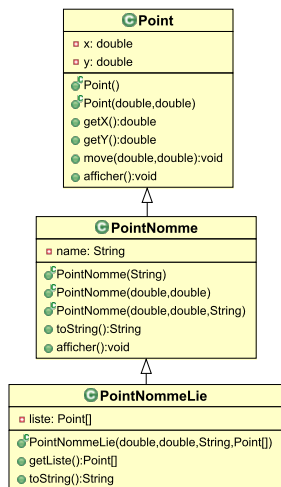 Point
x: double
y: double
Point()
Point(double,double)
getX():double
getY():double
move(double,double):void
afficher():void
PointNomme
name: String
PointNomme(String)
PointNomme(double,double)
PointNomme(double,double,String)
toString():String
afficher():void
PointNommeLie
liste: Point[]
PointNommeLie(double,double,String,Point[])
getListe():Point[]
toString():String